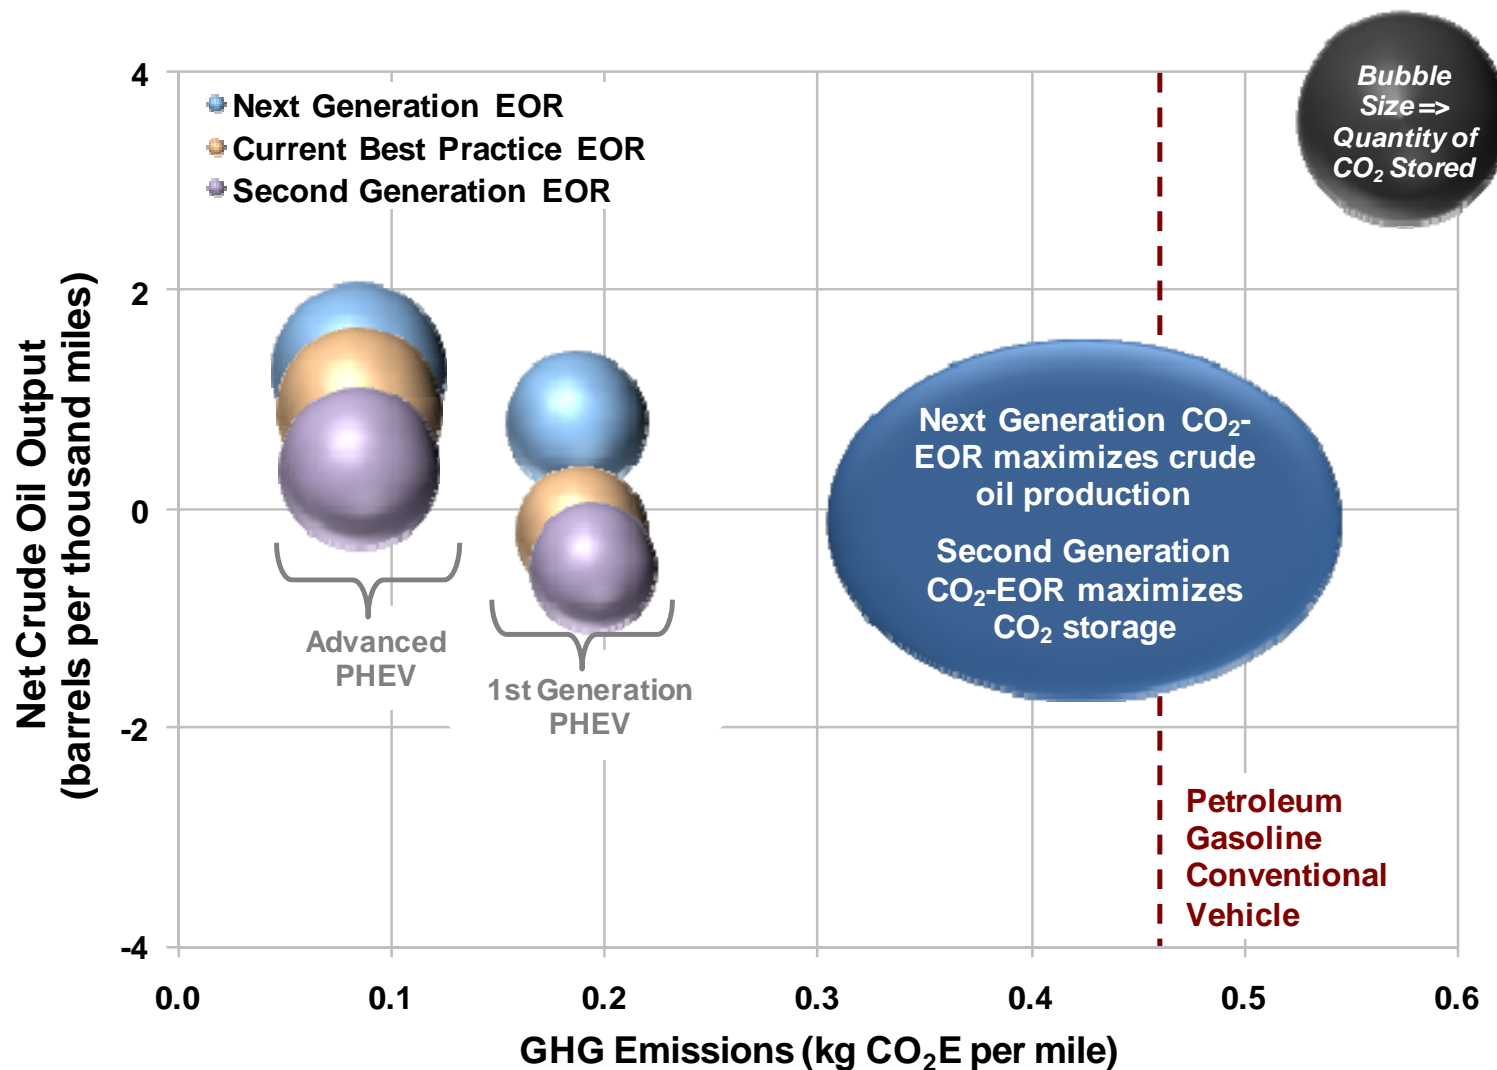 Bubble
Size =>
Quantity of
CO₂ Stored
4
Next Generation EOR
Current Best Practice EOR
Second Generation EOR
2
0
-2
-4
Net Crude Oil Output
(barrels per thousand miles)
Next Generation CO₂-
EOR maximizes crude
oil production
Second Generation
CO₂-EOR maximizes
CO₂ storage
Advanced
PHEV
1st Generation
PHEV
Petroleum
Gasoline
Conventional
Vehicle
0.0 0.1 0.2 0.3 0.4 0.5 0.6
GHG Emissions (kg CO₂E per mile)